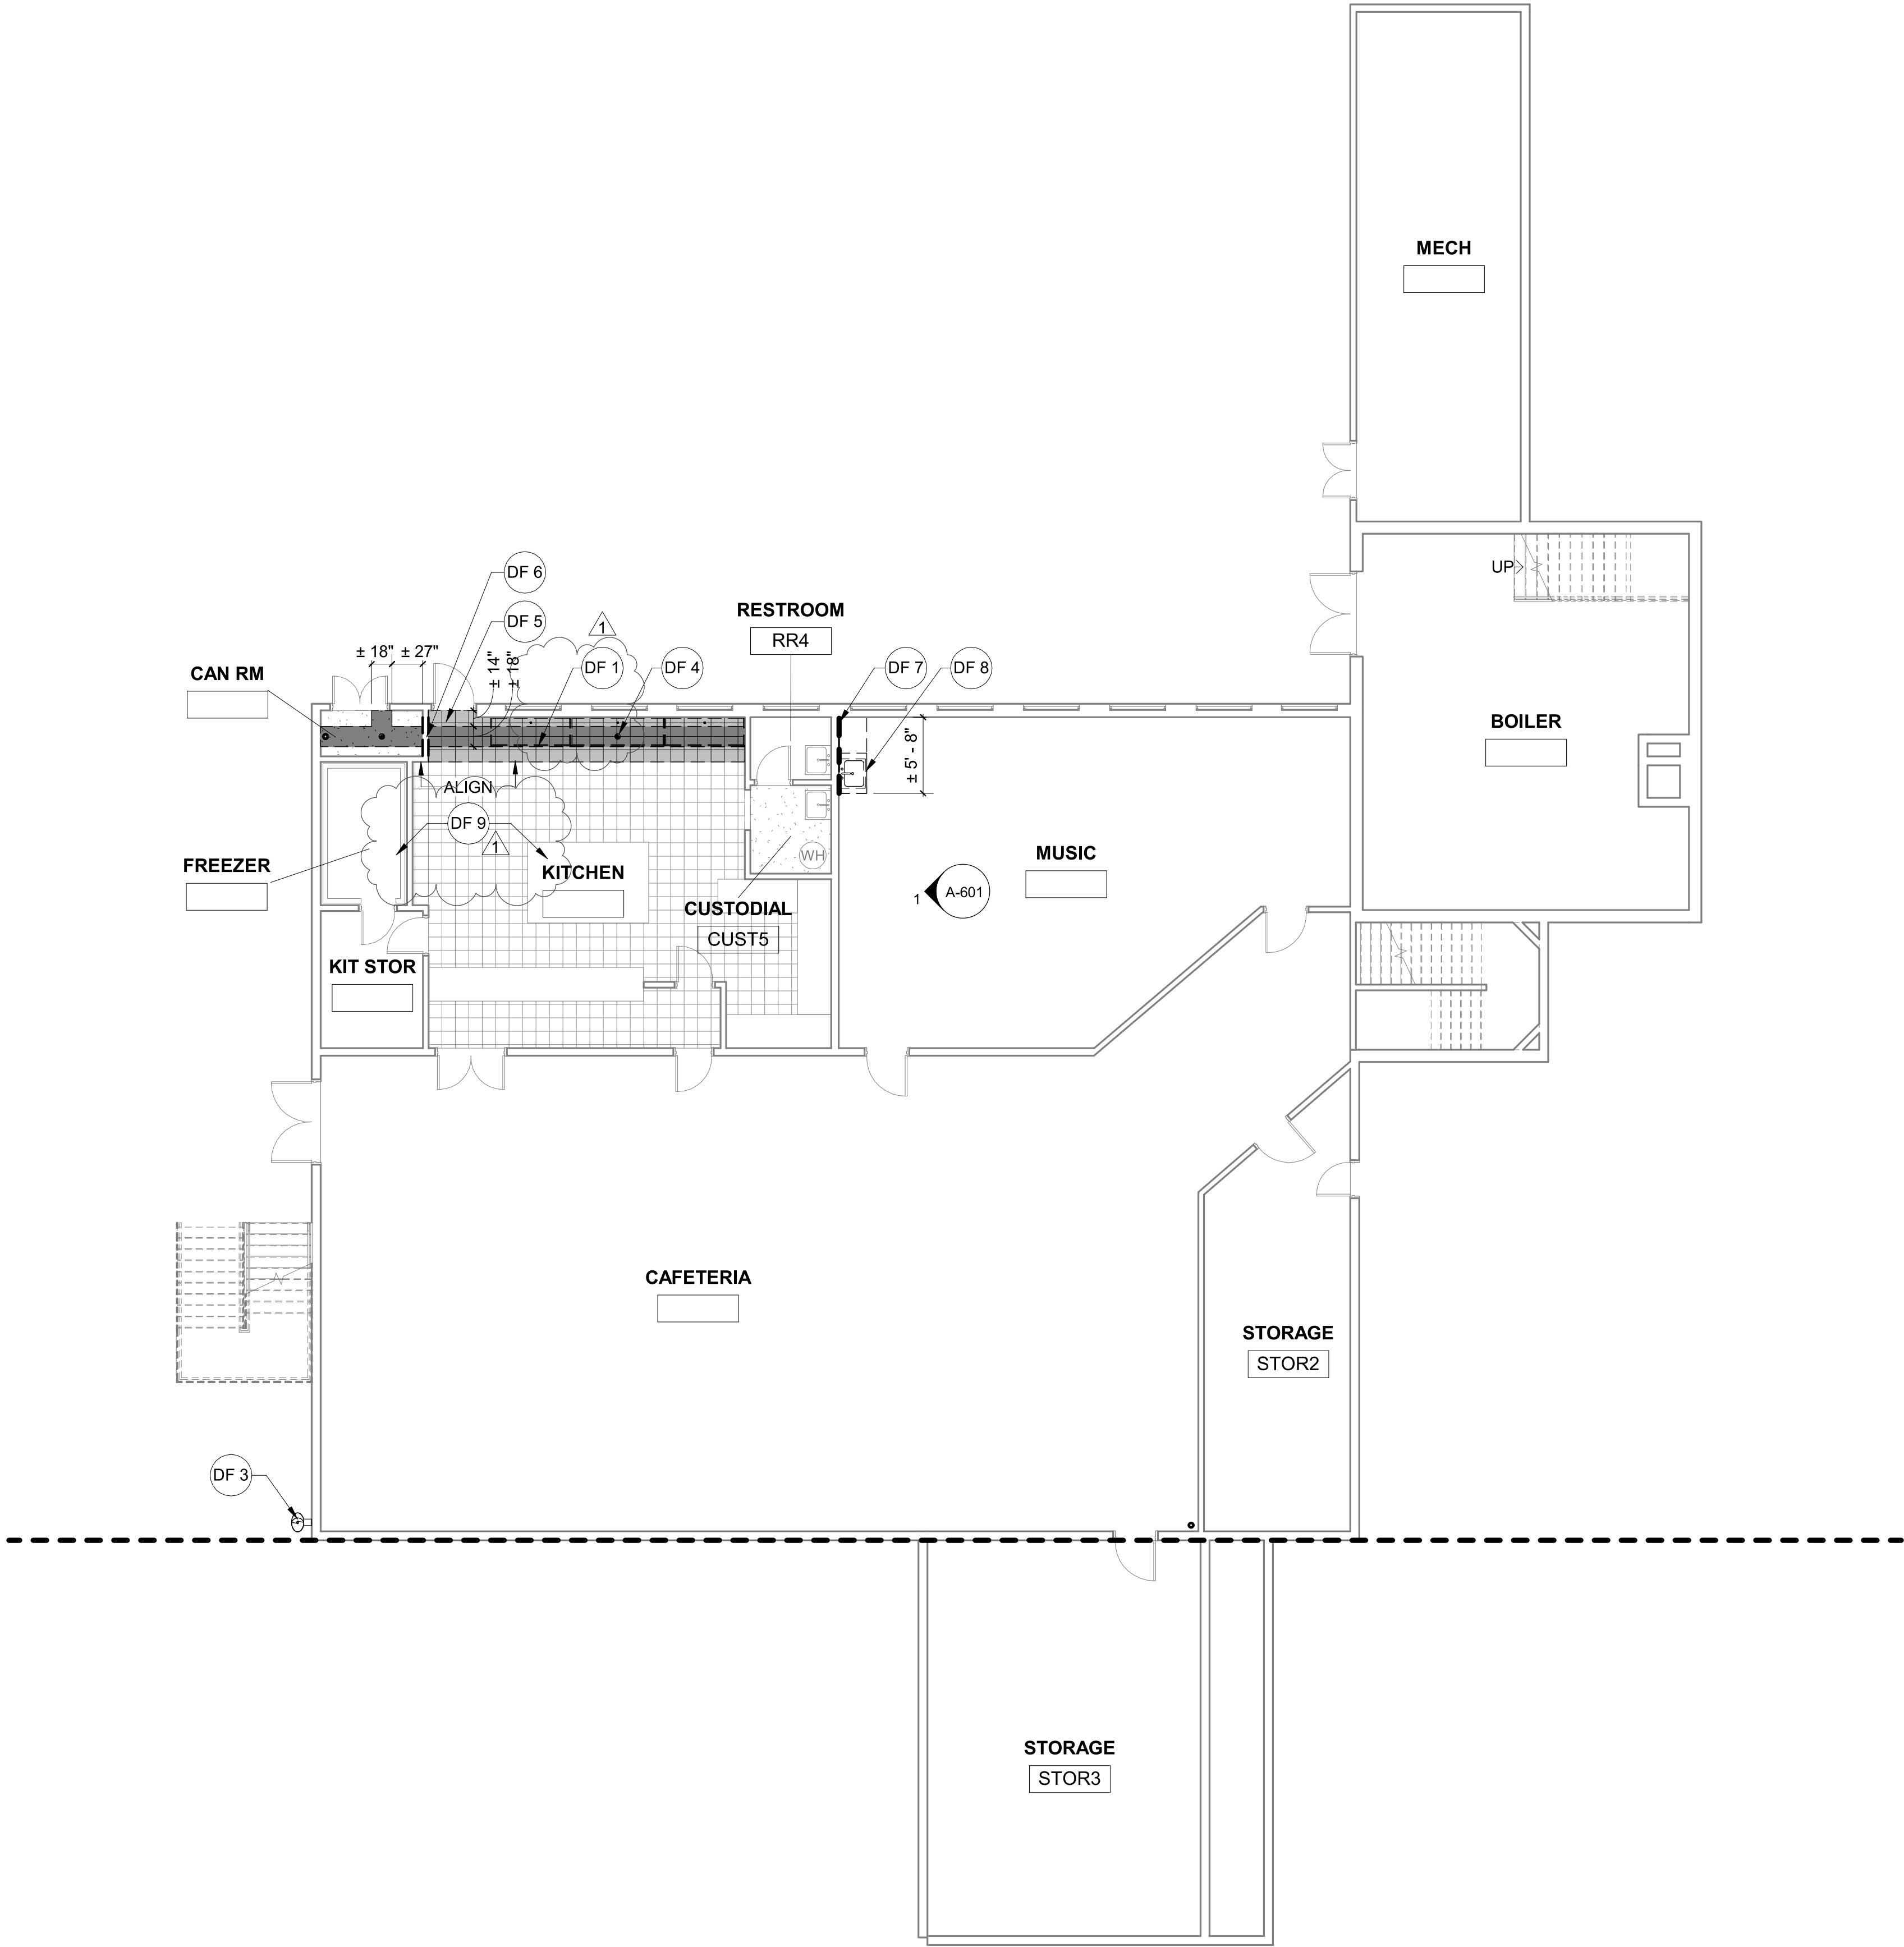 MECH
DF 6
UP
DF 5
RESTROOM
RR4
1
± 18" ± 27"
± 14"
± 18"
DF 1
DF 4
DF 7
DF 8
CAN RM
BOILER
± 5' - 8"
ALIGN
DF 9
1
WH
MUSIC
FREEZER
KITCHEN
A-601
1
CUSTODIAL
CUST5
KIT STOR
CAFETERIA
STORAGE
STOR2
DF 3
STORAGE
STOR3